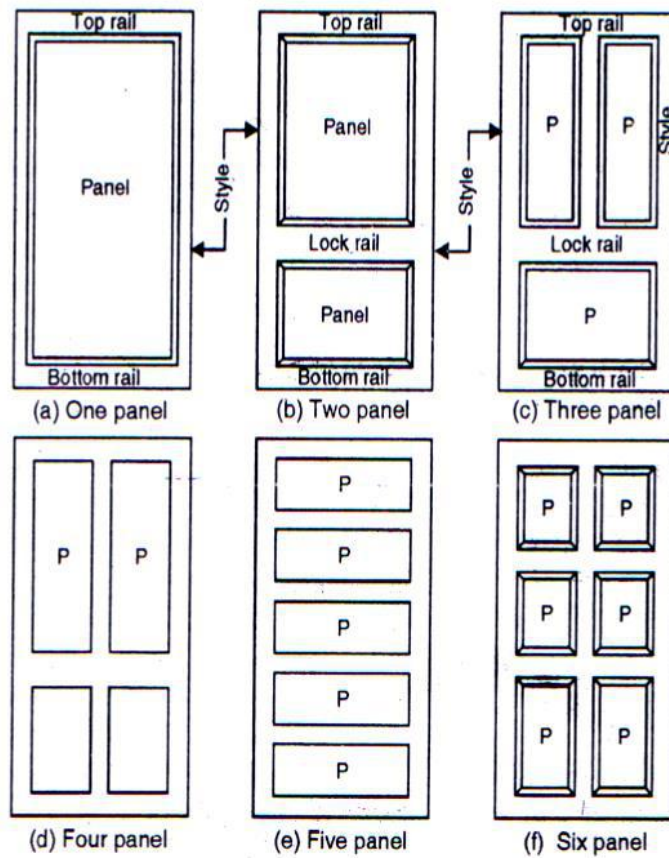 Top rail
Panel
Style
Bottom rail
(a) One panel
Top rail
Panel
Lock rail
Panel
Style
Bottom rail
(b) Two panel
Top rail
P P
Style
Lock rail
P
Bottom rail
(c) Three panel
P P
(d) Four panel
P
P
P
P
P
(e) Five panel
P P
P P
P P
(f) Six panel